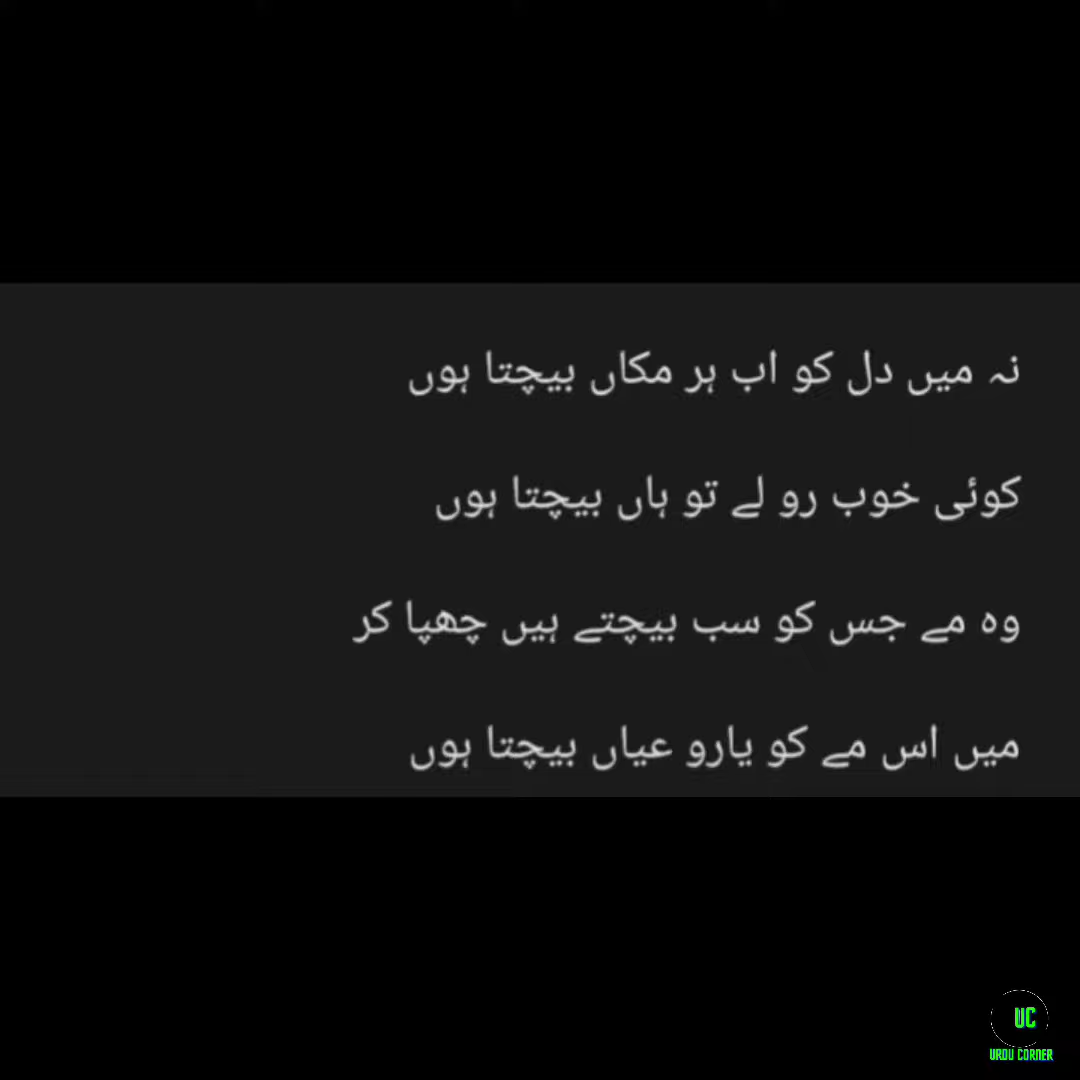 نہ میں دل کو اب ہر مکاں بیچتا ہوں
کوئی خوب رو لے تو ہاں بیچتا ہوں
وہ مے جس کو سب بیچتے ہیں چھپا کر
میں اس مے کو یارو عیاں بیچتا ہوں
UC
URDU CORNER